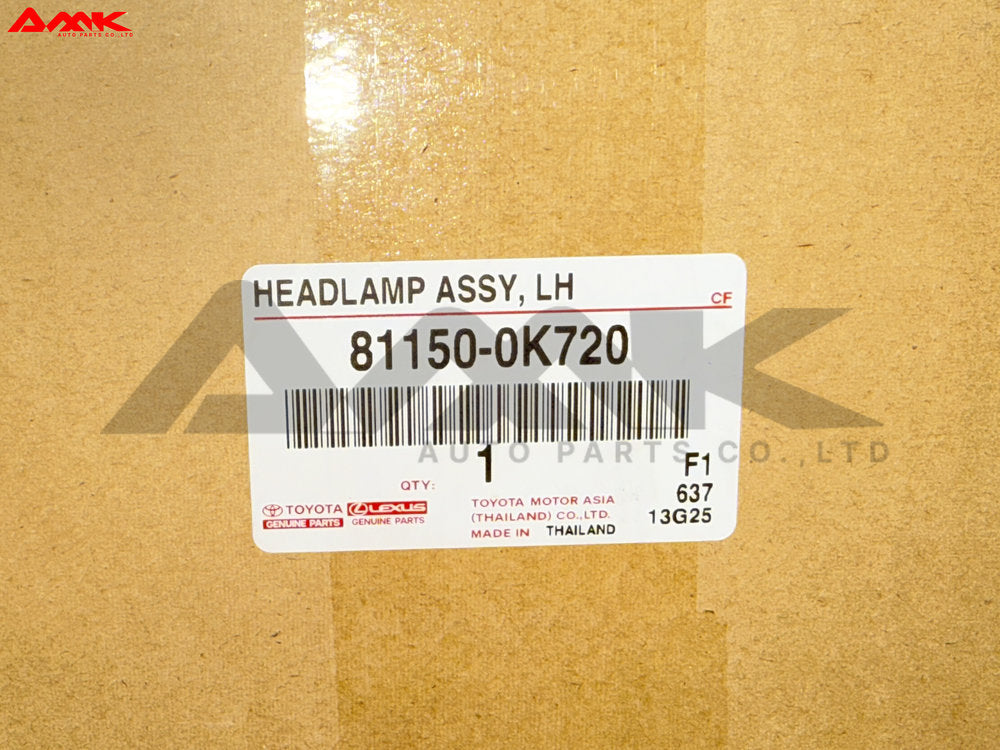 AMK
AUTO PARTS CO.,LTD
HEADLAMP ASSY, LH
CF
81150-0K720
AMK
AUTO PARTS CO.,LTD
QTY: 1
F1
637
13G25
TOYOTA LEXUS
GENUINE PARTS GENUINE PARTS
TOYOTA MOTOR ASIA
(THAILAND) CO.,LTD.
MADE IN THAILAND